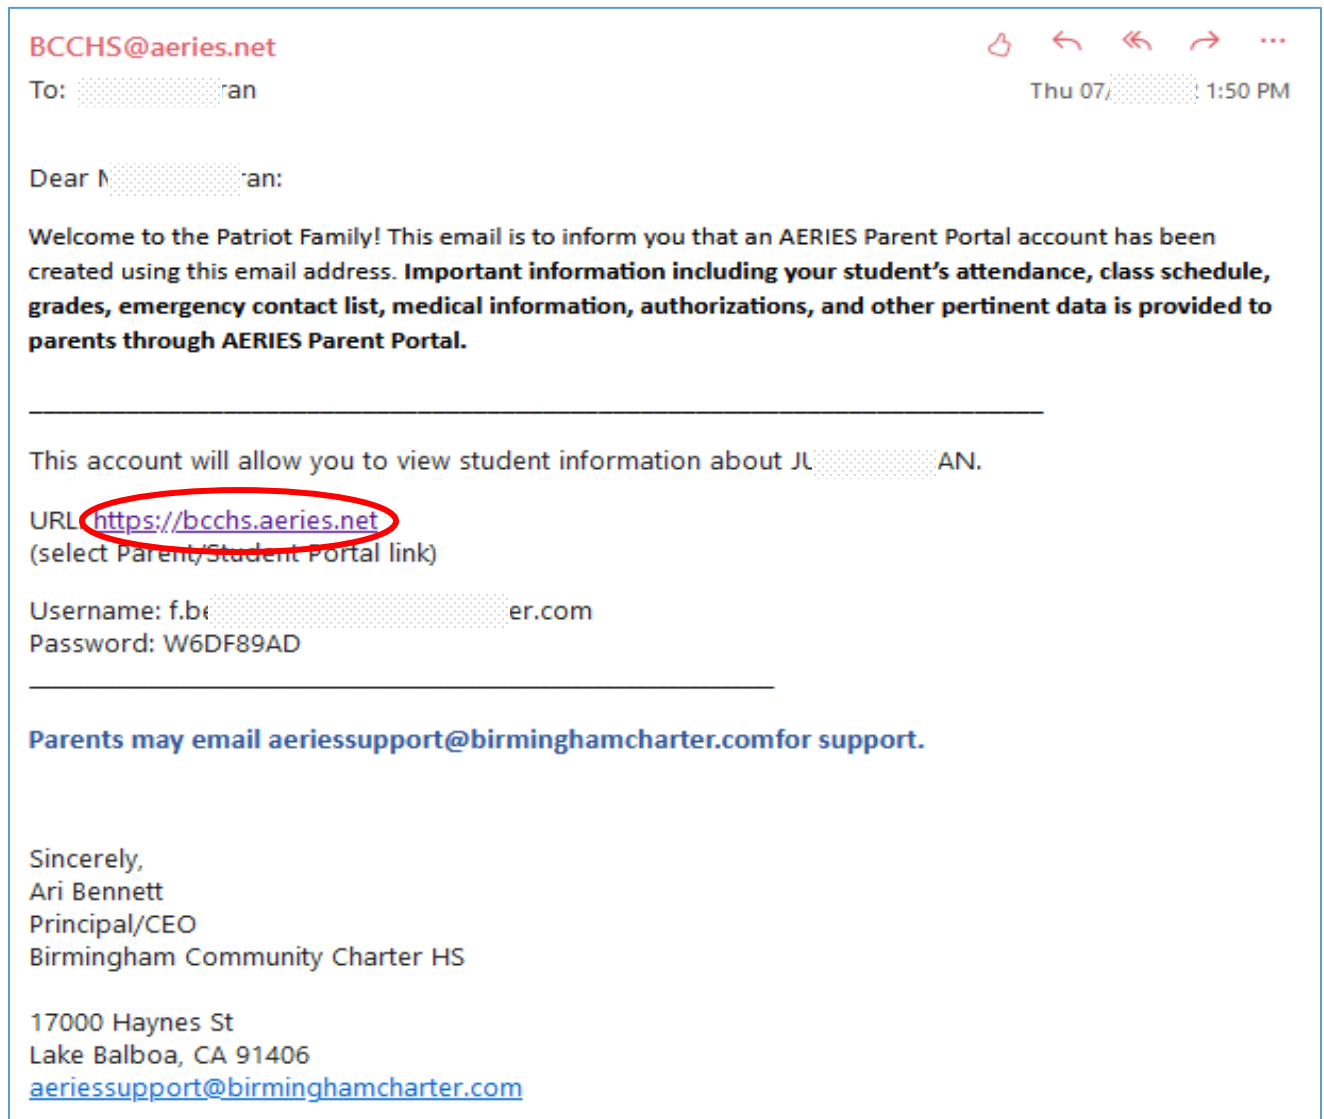 BCCHS@aeries.net
To: ran
Thu 07/ 1:50 PM
Dear an:
Welcome to the Patriot Family! This email is to inform you that an AERIES Parent Portal account has been
created using this email address. Important information including your student's attendance, class schedule,
grades, emergency contact list, medical information, authorizations, and other pertinent data is provided to
parents through AERIES Parent Portal.
This account will allow you to view student information about JU AN.
URL: https://bcchs.aeries.net
(select Parent/Student Portal link)
Username: f.be er.com
Password: W6DF89AD
Parents may email aeriessupport@birminghamcharter.comfor support.
Sincerely,
Ari Bennett
Principal/CEO
Birmingham Community Charter HS
17000 Haynes St
Lake Balboa, CA 91406
aeriessupport@birminghamcharter.com